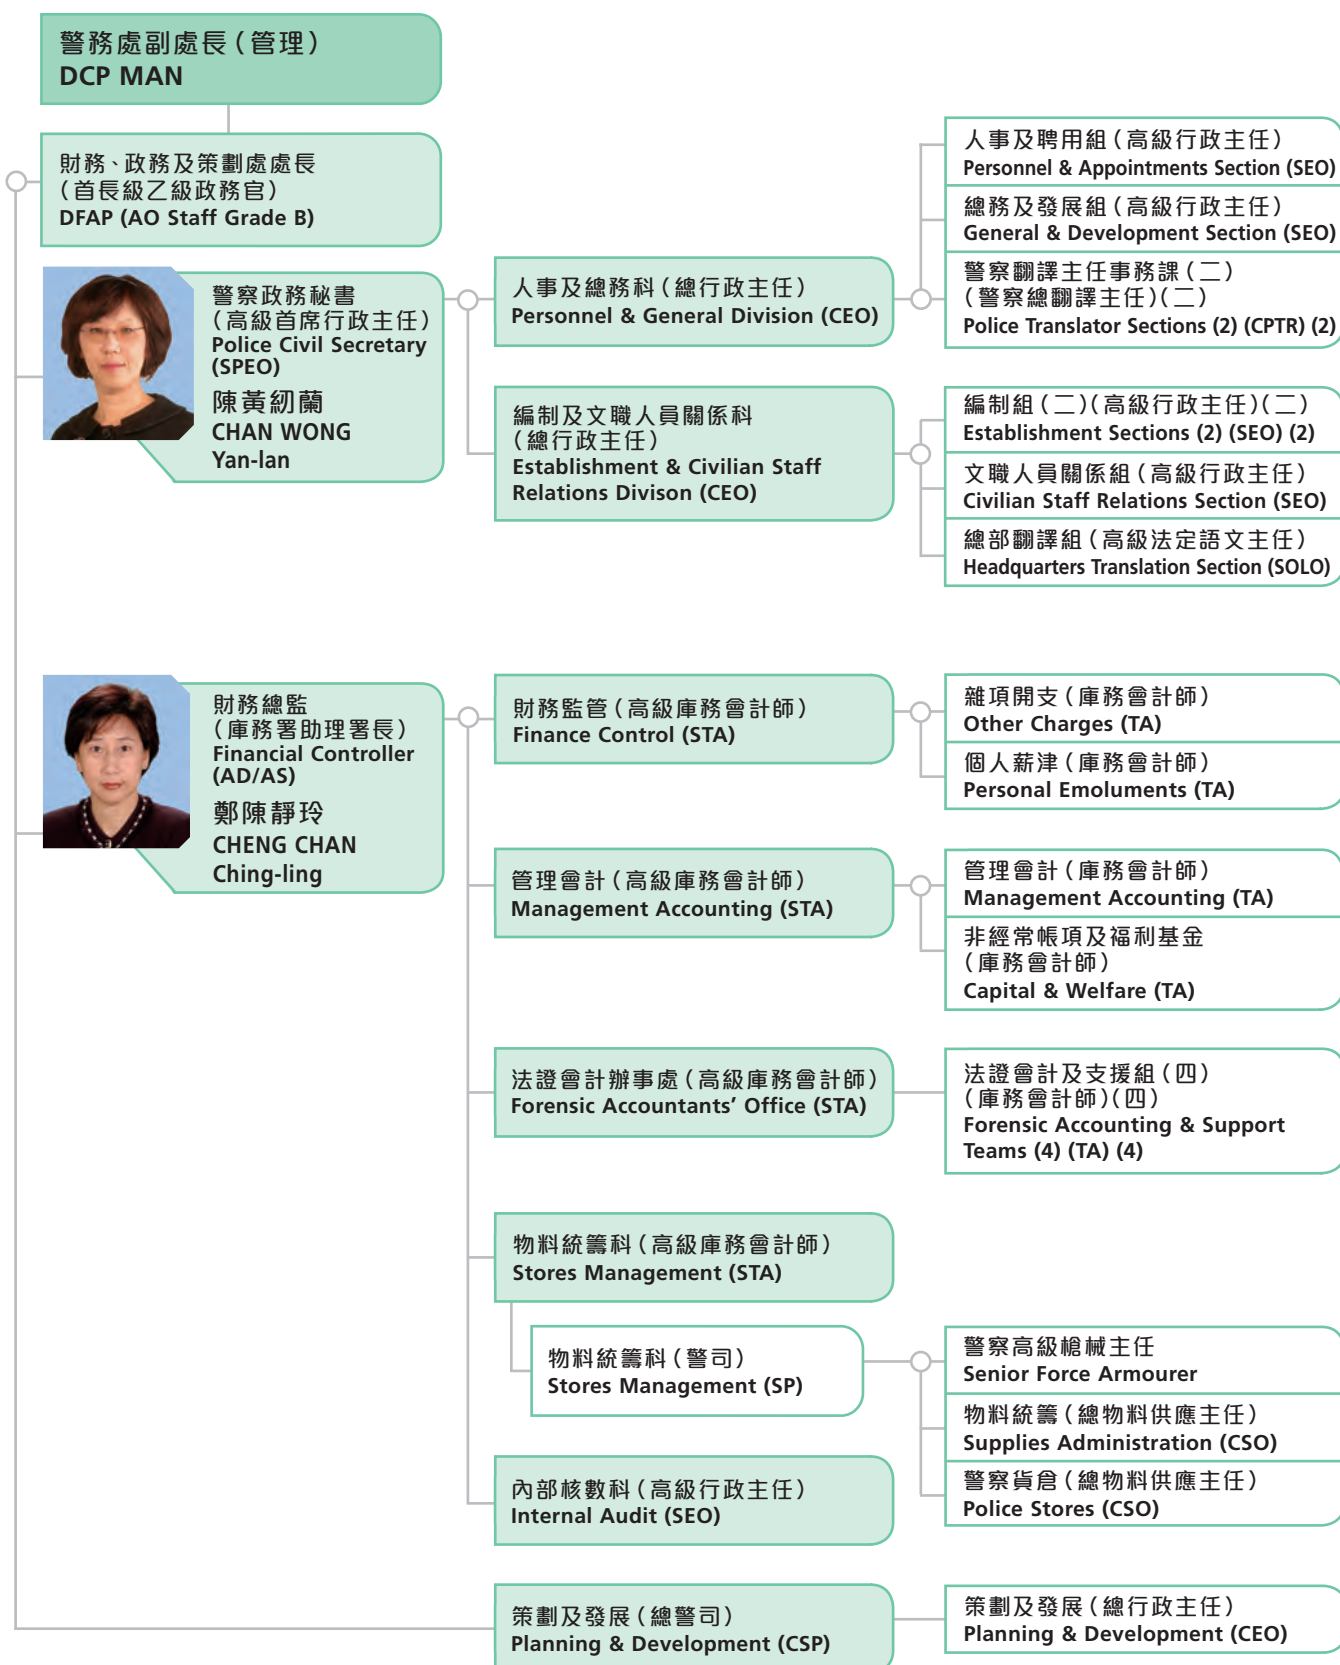 警務處副處長（管理）
DCP MAN
財務、政務及策劃處處長
（首長級乙級政務官）
DFAP (AO Staff Grade B)
警察政務秘書
（高級首席行政主任）
Police Civil Secretary
(SPEO)
陳黃紉蘭
CHAN WONG
Yan-lan
人事及總務科（總行政主任）
Personnel & General Division (CEO)
人事及聘用組（高級行政主任）
Personnel & Appointments Section (SEO)
總務及發展組（高級行政主任）
General & Development Section (SEO)
警察翻譯主任事務課（二）
（警察總翻譯主任）（二）
Police Translator Sections (2) (CPTR) (2)
編制及文職人員關係科
（總行政主任）
Establishment & Civilian Staff
Relations Divison (CEO)
編制組（二）（高級行政主任）（二）
Establishment Sections (2) (SEO) (2)
文職人員關係組（高級行政主任）
Civilian Staff Relations Section (SEO)
總部翻譯組（高級法定語文主任）
Headquarters Translation Section (SOLO)
財務總監
（庫務署助理署長）
Financial Controller
(AD/AS)
鄭陳靜玲
CHENG CHAN
Ching-ling
財務監管（高級庫務會計師）
Finance Control (STA)
雜項開支（庫務會計師）
Other Charges (TA)
個人薪津（庫務會計師）
Personal Emoluments (TA)
管理會計（高級庫務會計師）
Management Accounting (STA)
管理會計（庫務會計師）
Management Accounting (TA)
非經常帳項及福利基金
（庫務會計師）
Capital & Welfare (TA)
法證會計辦事處（高級庫務會計師）
Forensic Accountants’ Office (STA)
法證會計及支援組（四）
（庫務會計師）（四）
Forensic Accounting & Support
Teams (4) (TA) (4)
物料統籌科（高級庫務會計師）
Stores Management (STA)
物料統籌科（警司）
Stores Management (SP)
警察高級槍械主任
Senior Force Armourer
物料統籌（總物料供應主任）
Supplies Administration (CSO)
警察貨倉（總物料供應主任）
Police Stores (CSO)
內部核數科（高級行政主任）
Internal Audit (SEO)
策劃及發展（總警司）
Planning & Development (CSP)
策劃及發展（總行政主任）
Planning & Development (CEO)